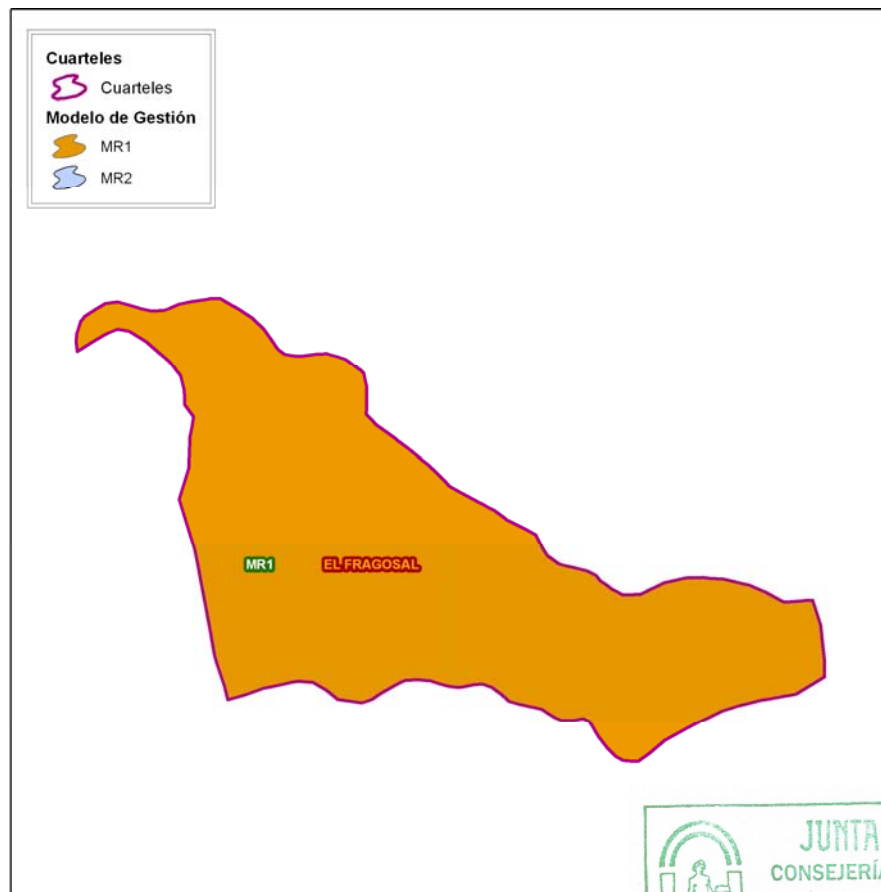 Cuarteles
Cuarteles
Modelo de Gestión
MR1
MR2
MR1 EL FRAGOSAL
JUNTA
CONSEJERÍA